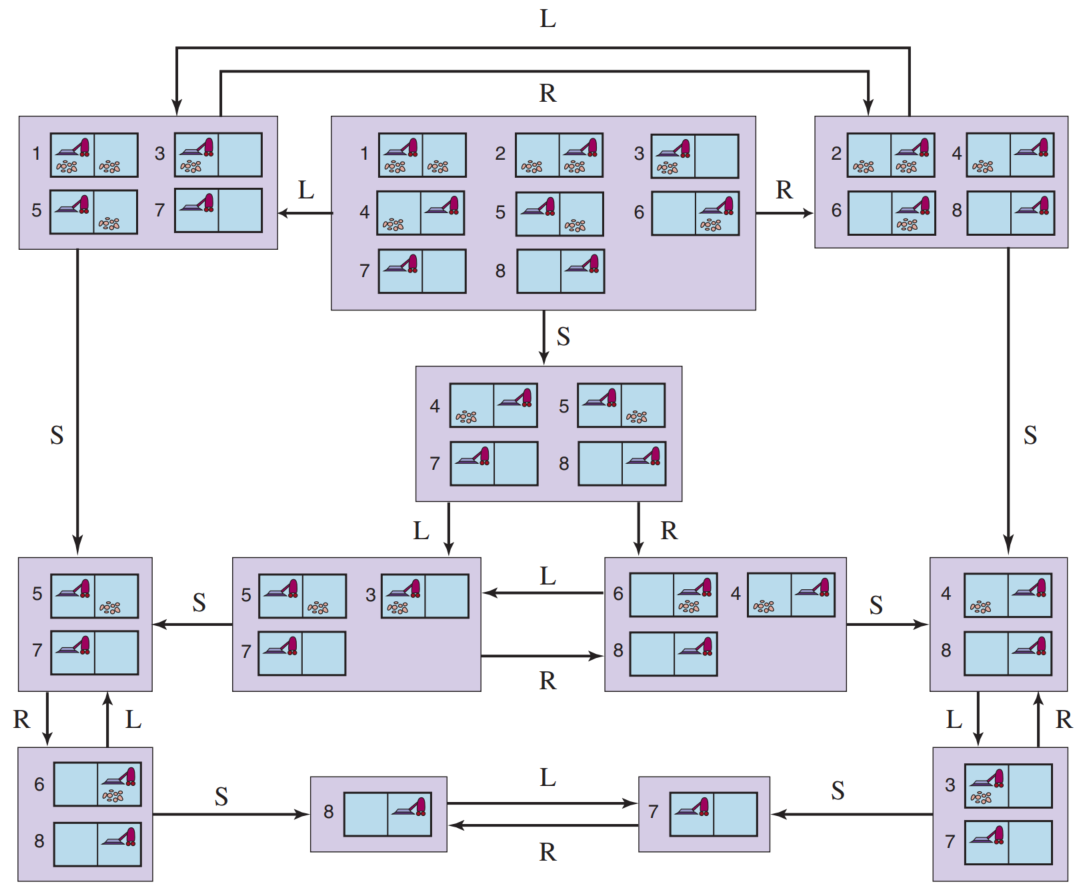 L
R
1 3 1 2 3 2 4
L R
5 7 4 5 6 6 8
7 8
S
4 5
S S
7 8
L R
5 5 3 L 6 4 4
S S
7 7 8 8
R
R L L R
6 S L S 3
8 7
8 R 7